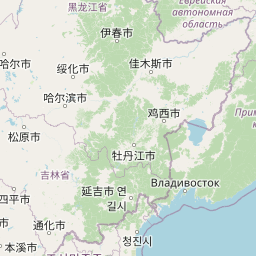 黑龙江省
Еврейская
автономная
область
伊春市
哈尔市
绥化市
佳木斯市
哈尔滨市
鸡西市
松原市
牡丹江市
吉林省
四平市
延吉市 연
길시
Владивосток
通化市
청진시
本溪市